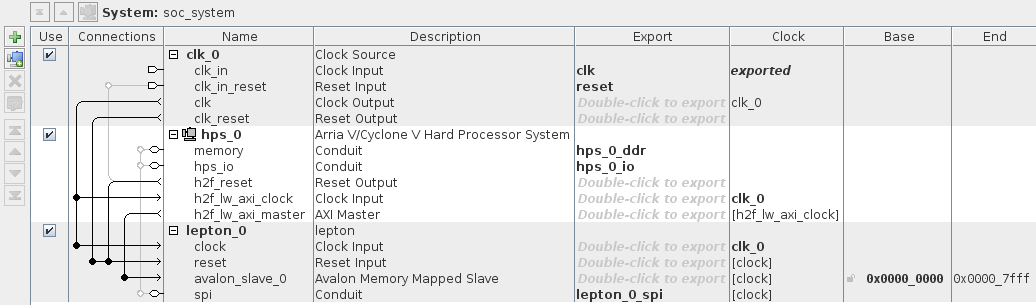 System: soc_system
Use Connections Name Description Export Clock Base End
clk_0 Clock Source
clk_in Clock Input clk exported
clk_in_reset Reset Input reset
clk Clock Output Double-click to export clk_0
clk_reset Reset Output Double-click to export
hps_0 Arria V/Cyclone V Hard Processor System
memory Conduit hps_0_ddr
hps_io Conduit hps_0_io
h2f_reset Reset Output Double-click to export
h2f_lw_axi_clock Clock Input Double-click to export clk_0
h2f_lw_axi_master AXI Master Double-click to export [h2f_lw_axi_clock]
lepton_0 lepton
clock Clock Input Double-click to export clk_0
reset Reset Input Double-click to export [clock]
avalon_slave_0 Avalon Memory Mapped Slave Double-click to export [clock] 0x0000_0000 0x0000_7fff
spi Conduit lepton_0_spi [clock]